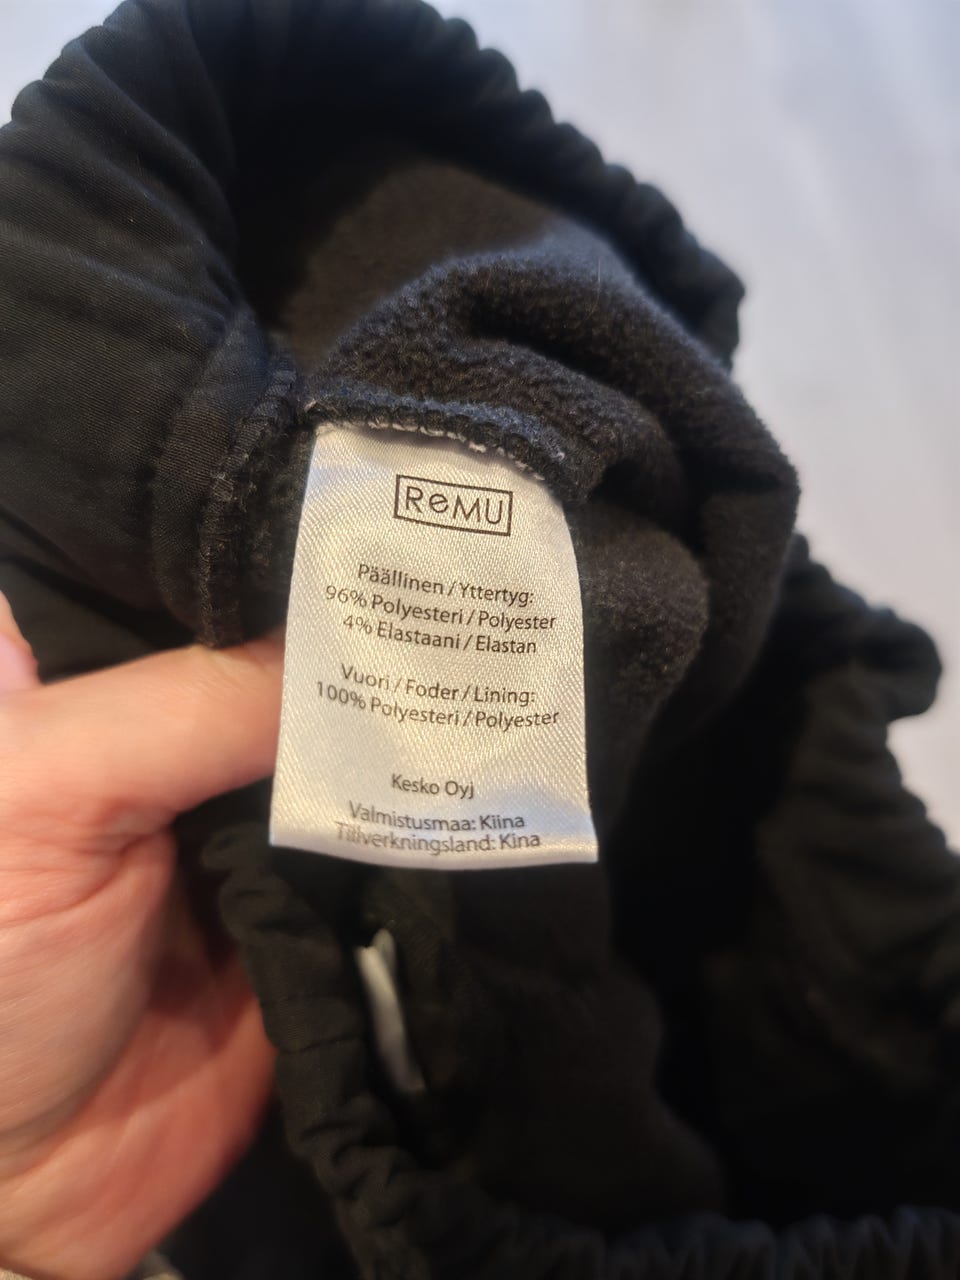 ReMU
Päällinen / Yttertyg:
96% Polyesteri / Polyester
4% Elastaani / Elastan
Vuori / Foder / Lining:
100% Polyesteri / Polyester
Kesko Oyj
Valmistusmaa: Kiina
Tillverkningsland: Kina